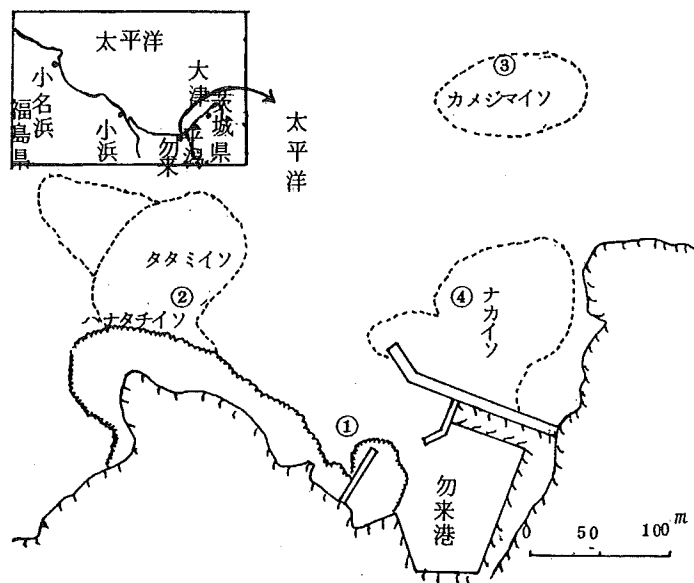 太平洋
小名浜
福島県
小浜
勿来
平潟
大津
茨城県
太平洋
③
カメジマイソ
タタミイソ
②
ハナタチイソ
④
ナカイソ
①
勿来港
0 50 100 m